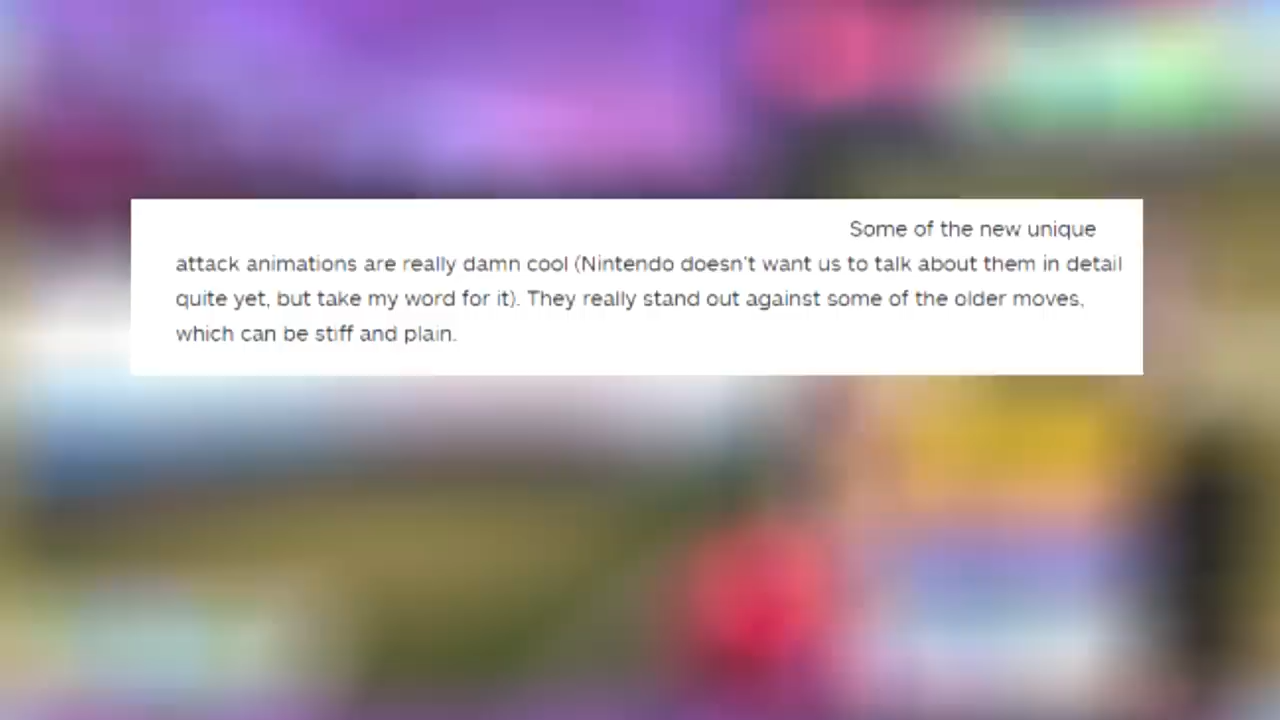 Some of the new unique
attack animations are really damn cool (Nintendo doesn't want us to talk about them in detail
quite yet, but take my word for it). They really stand out against some of the older moves,
which can be stiff and plain.